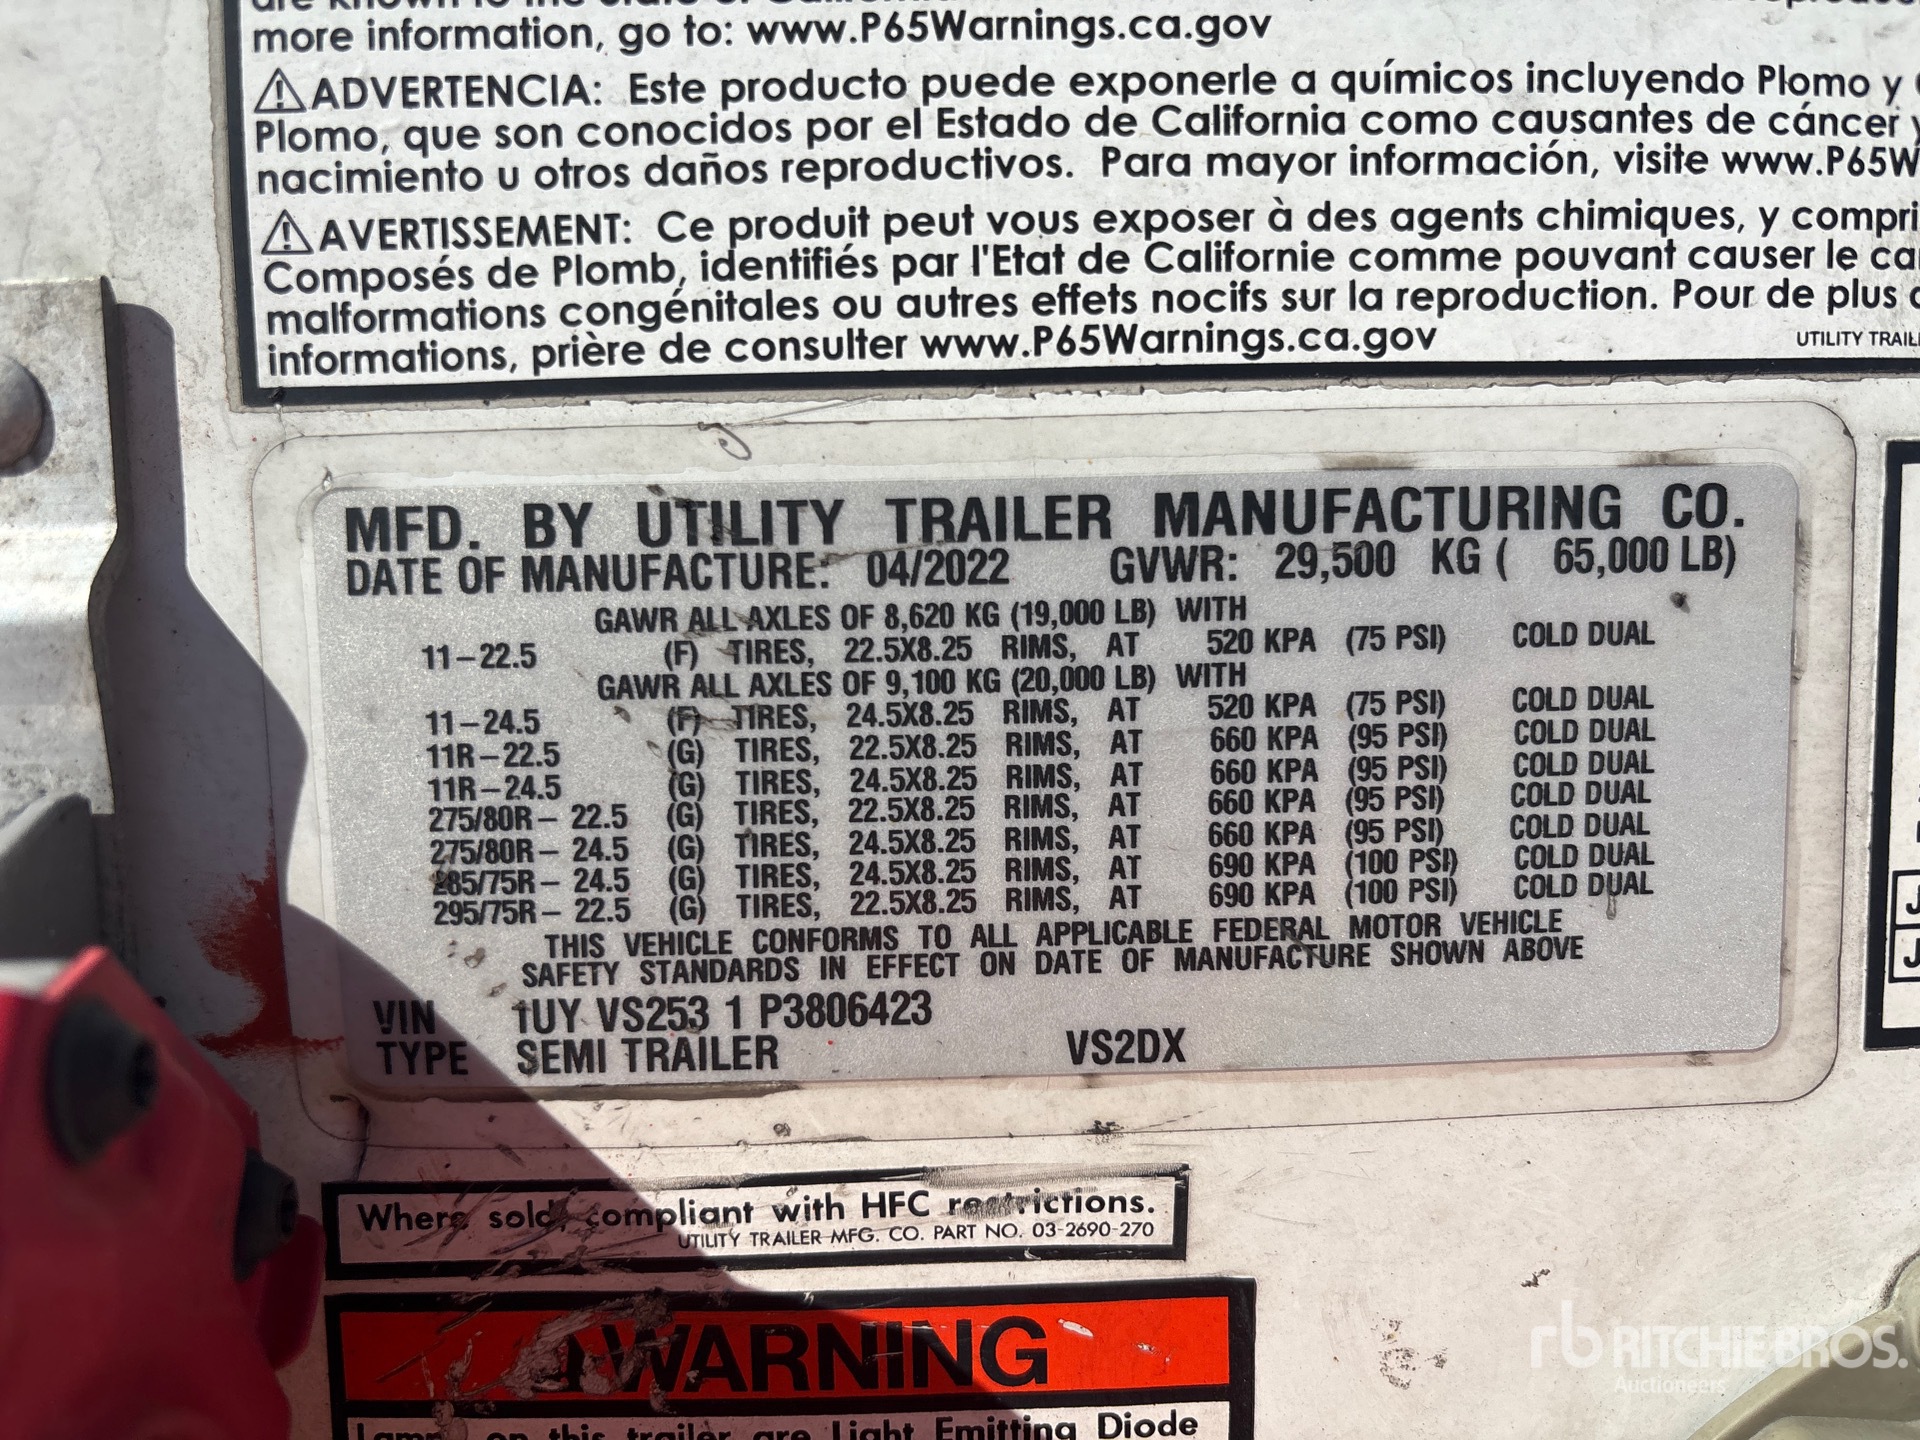 more information, go to: www.P65Warnings.ca.gov
⚠ADVERTENCIA: Este producto puede exponerle a químicos incluyendo Plomo y
Plomo, que son conocidos por el Estado de California como causantes de cáncer y
nacimiento u otros daños reproductivos. Para mayor información, visite www.P65W
⚠AVERTISSEMENT: Ce produit peut vous exposer à des agents chimiques, y compri
Composés de Plomb, identifiés par l'Etat de Californie comme pouvant causer le ca
malformations congénitales ou autres effets nocifs sur la reproduction. Pour de plus
informations, prière de consulter www.P65Warnings.ca.gov
UTILITY TRAILE
MFD. BY UTILITY TRAILER MANUFACTURING CO.
DATE OF MANUFACTURE: 04/2022 GVWR: 29,500 KG ( 65,000 LB)
GAWR ALL AXLES OF 8,620 KG (19,000 LB) WITH
11-22.5 (F) TIRES, 22.5X8.25 RIMS, AT 520 KPA (75 PSI) COLD DUAL
GAWR ALL AXLES OF 9,100 KG (20,000 LB) WITH
11-24.5 (F) TIRES, 24.5X8.25 RIMS, AT 520 KPA (75 PSI) COLD DUAL
11R-22.5 (G) TIRES, 22.5X8.25 RIMS, AT 660 KPA (95 PSI) COLD DUAL
11R-24.5 (G) TIRES, 24.5X8.25 RIMS, AT 660 KPA (95 PSI) COLD DUAL
275/80R- 22.5 (G) TIRES, 22.5X8.25 RIMS, AT 660 KPA (95 PSI) COLD DUAL
275/80R- 24.5 (G) TIRES, 24.5X8.25 RIMS, AT 660 KPA (95 PSI) COLD DUAL
285/75R- 24.5 (G) TIRES, 24.5X8.25 RIMS, AT 690 KPA (100 PSI) COLD DUAL
295/75R- 22.5 (G) TIRES, 22.5X8.25 RIMS, AT 690 KPA (100 PSI) COLD DUAL
THIS VEHICLE CONFORMS TO ALL APPLICABLE FEDERAL MOTOR VEHICLE
SAFETY STANDARDS IN EFFECT ON DATE OF MANUFACTURE SHOWN ABOVE
VIN 1UY VS253 1 P3806423
TYPE SEMI TRAILER VS2DX
Where sold, compliant with HFC restrictions.
UTILITY TRAILER MFG. CO. PART NO. 03-2690-270
⚠WARNING
Lamps on this trailer are Light Emitting Diode
rb RITCHIE BROS.
Auctioneers